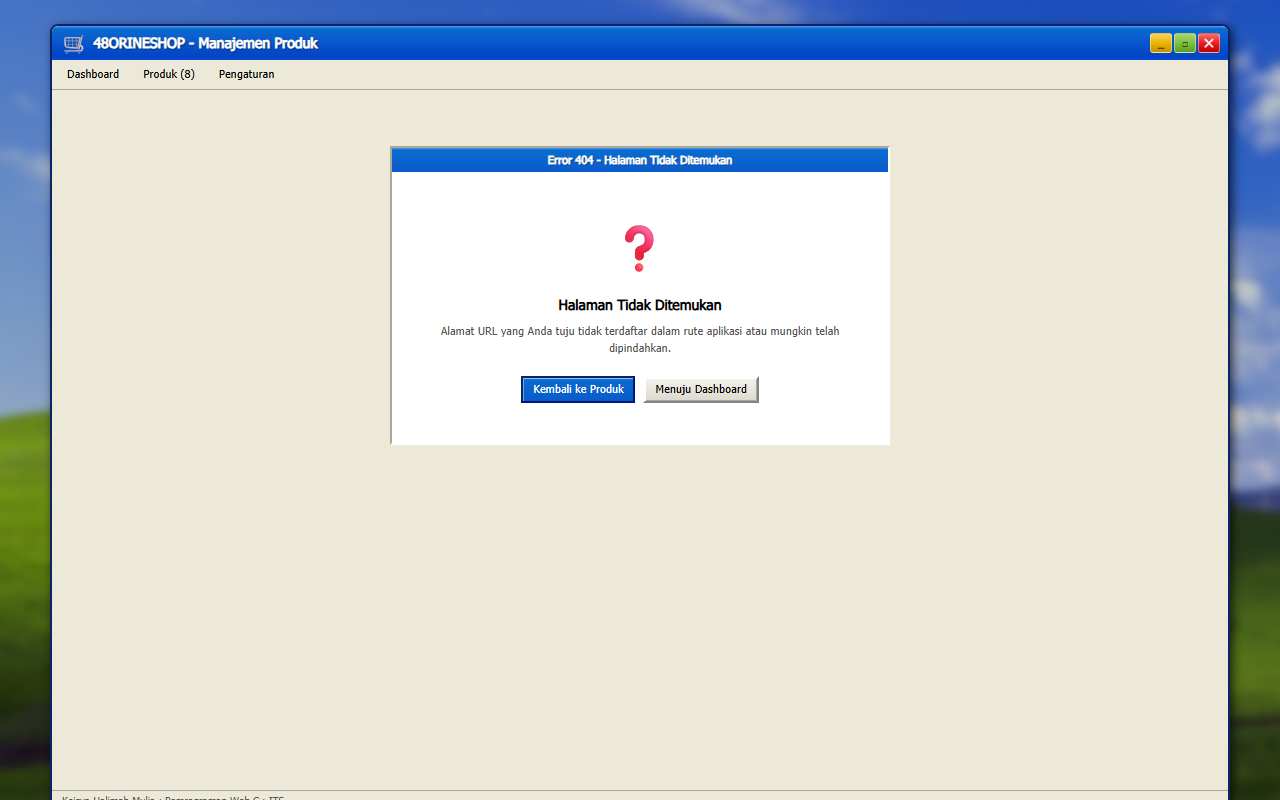 48ORINESHOP - Manajemen Produk
Dashboard Produk (8) Pengaturan
Error 404 - Halaman Tidak Ditemukan
Halaman Tidak Ditemukan
Alamat URL yang Anda tuju tidak terdaftar dalam rute aplikasi atau mungkin telah
dipindahkan.
Kembali ke Produk Menuju Dashboard